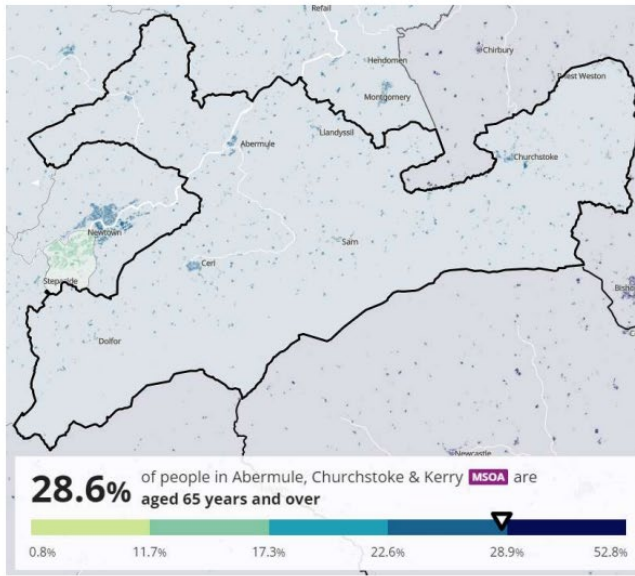 Refail
Chirbury
Hendomen
Priest Weston
Montgomery
Llandyssil
Abermule
Churchstoke
Newtown
Sarn
Ceri
Stepaside
Dolfor
Newcastle
28.6% of people in Abermule, Churchstoke & Kerry MSOA are
aged 65 years and over
0.8% 11.7% 17.3% 22.6% 28.9% 52.8%